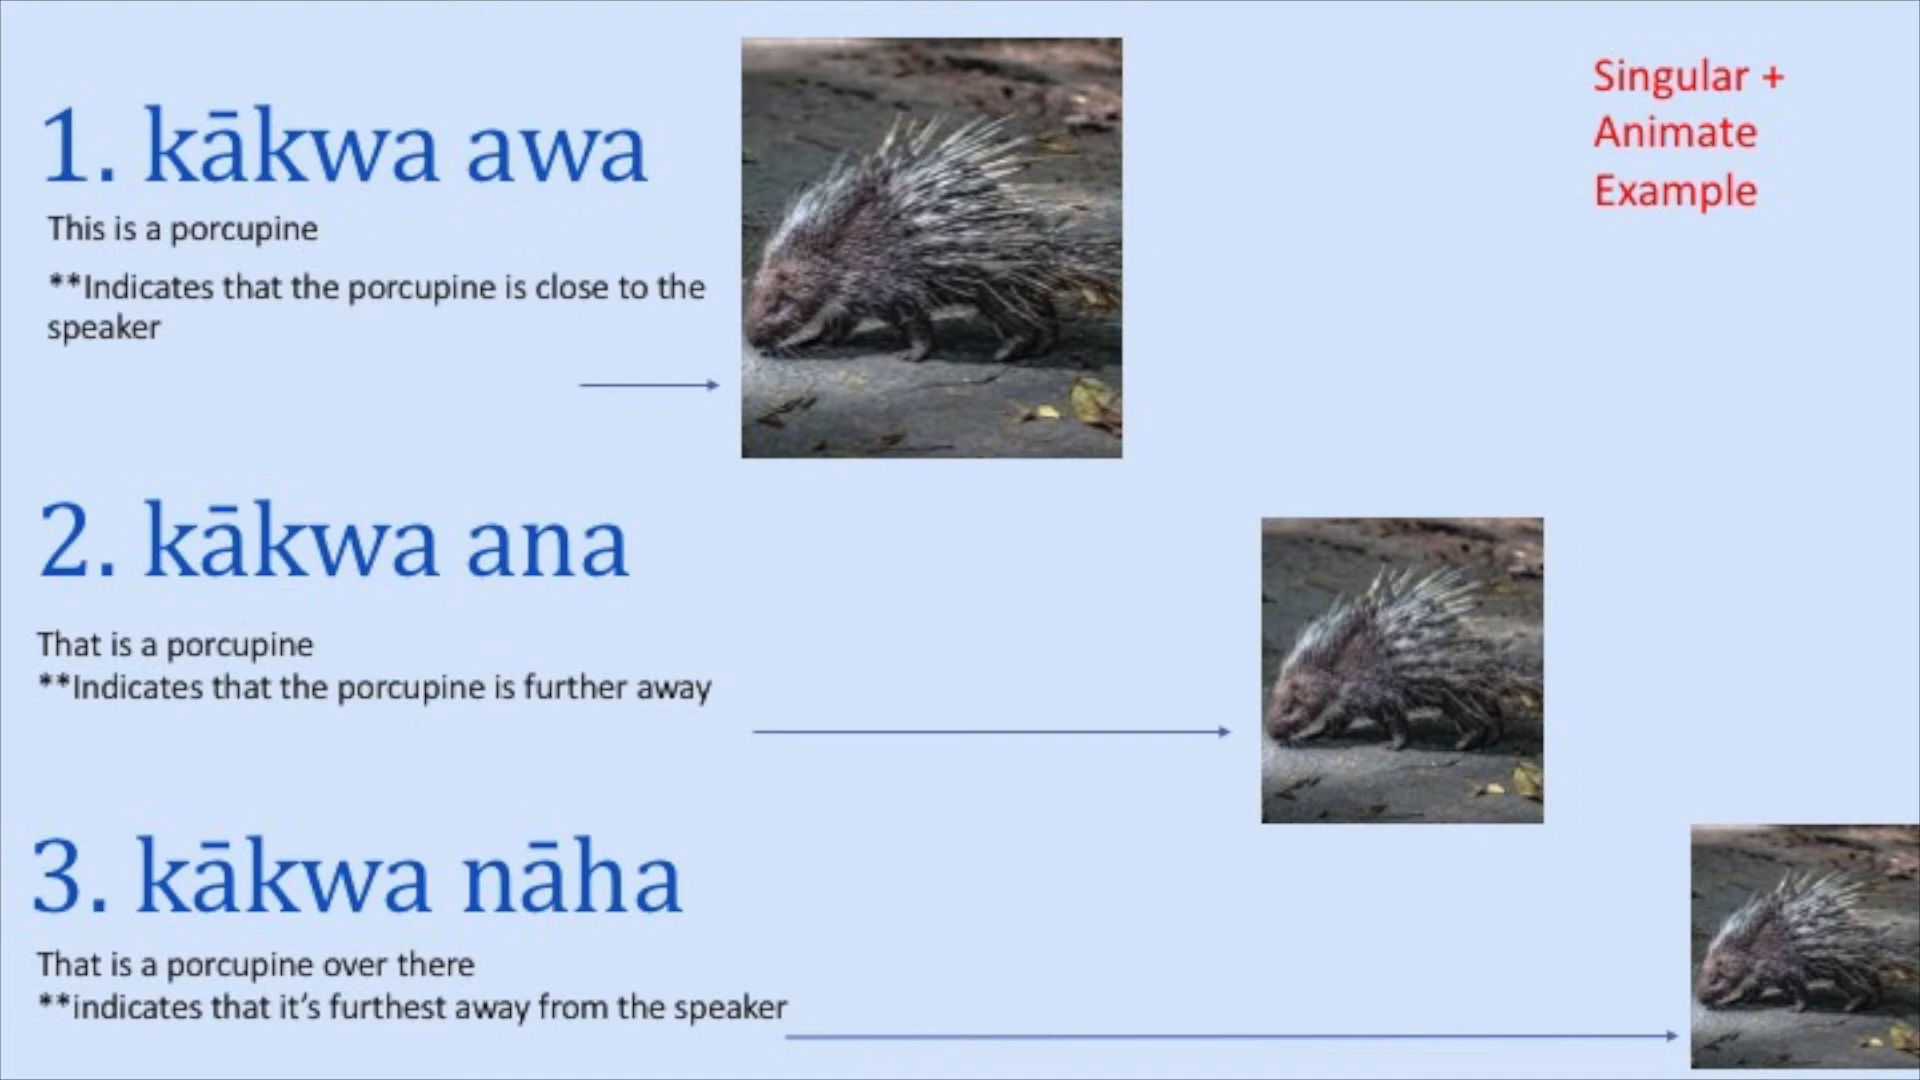 1. kākwa awa
This is a porcupine
**Indicates that the porcupine is close to the
speaker
Singular +
Animate
Example
2. kākwa ana
That is a porcupine
**Indicates that the porcupine is further away
3. kākwa nāha
That is a porcupine over there
**indicates that it’s furthest away from the speaker